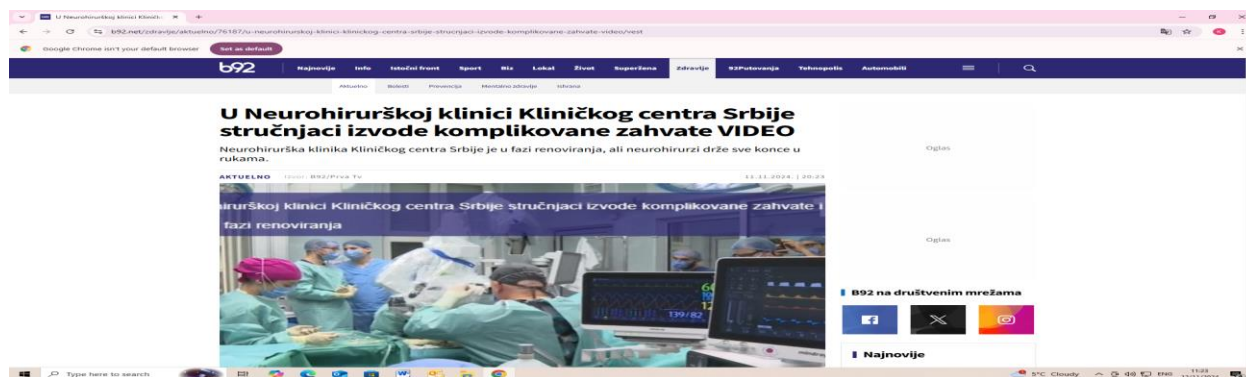 U Neurohirurškoj klinici Kliničk
b92.net/zdravlje/aktuelno/76187/u-neurohirurskoj-klinici-klinickog-centra-srbije-strucnjaci-izvode-komplikovane-zahvate-video/vest
Google Chrome isn't your default browser Set as default
b92 Najnovije Info Istočni front Sport Biz Lokal Život Superžena Zdravlje 92Putovanja Tehnopolis Automobili
Aktuelno Bolesti Prevencija Mentalno zdravlje Ishrana
U Neurohirurškoj klinici Kliničkog centra Srbije
stručnjaci izvode komplikovane zahvate VIDEO
Neurohirurška klinika Kliničkog centra Srbije je u fazi renoviranja, ali neurohirurzi drže sve konce u
rukama.
Oglas
AKTUELNO Izvor: B92/Prva Tv 11.11.2024. | 20:23
irurškoj klinici Kliničkog centra Srbije stručnjaci izvode komplikovane zahvate i
fazi renoviranja
Oglas
139/82
B92 na društvenim mrežama
Najnovije
Type here to search
5°C Cloudy ENG 11:23
12/11/2024